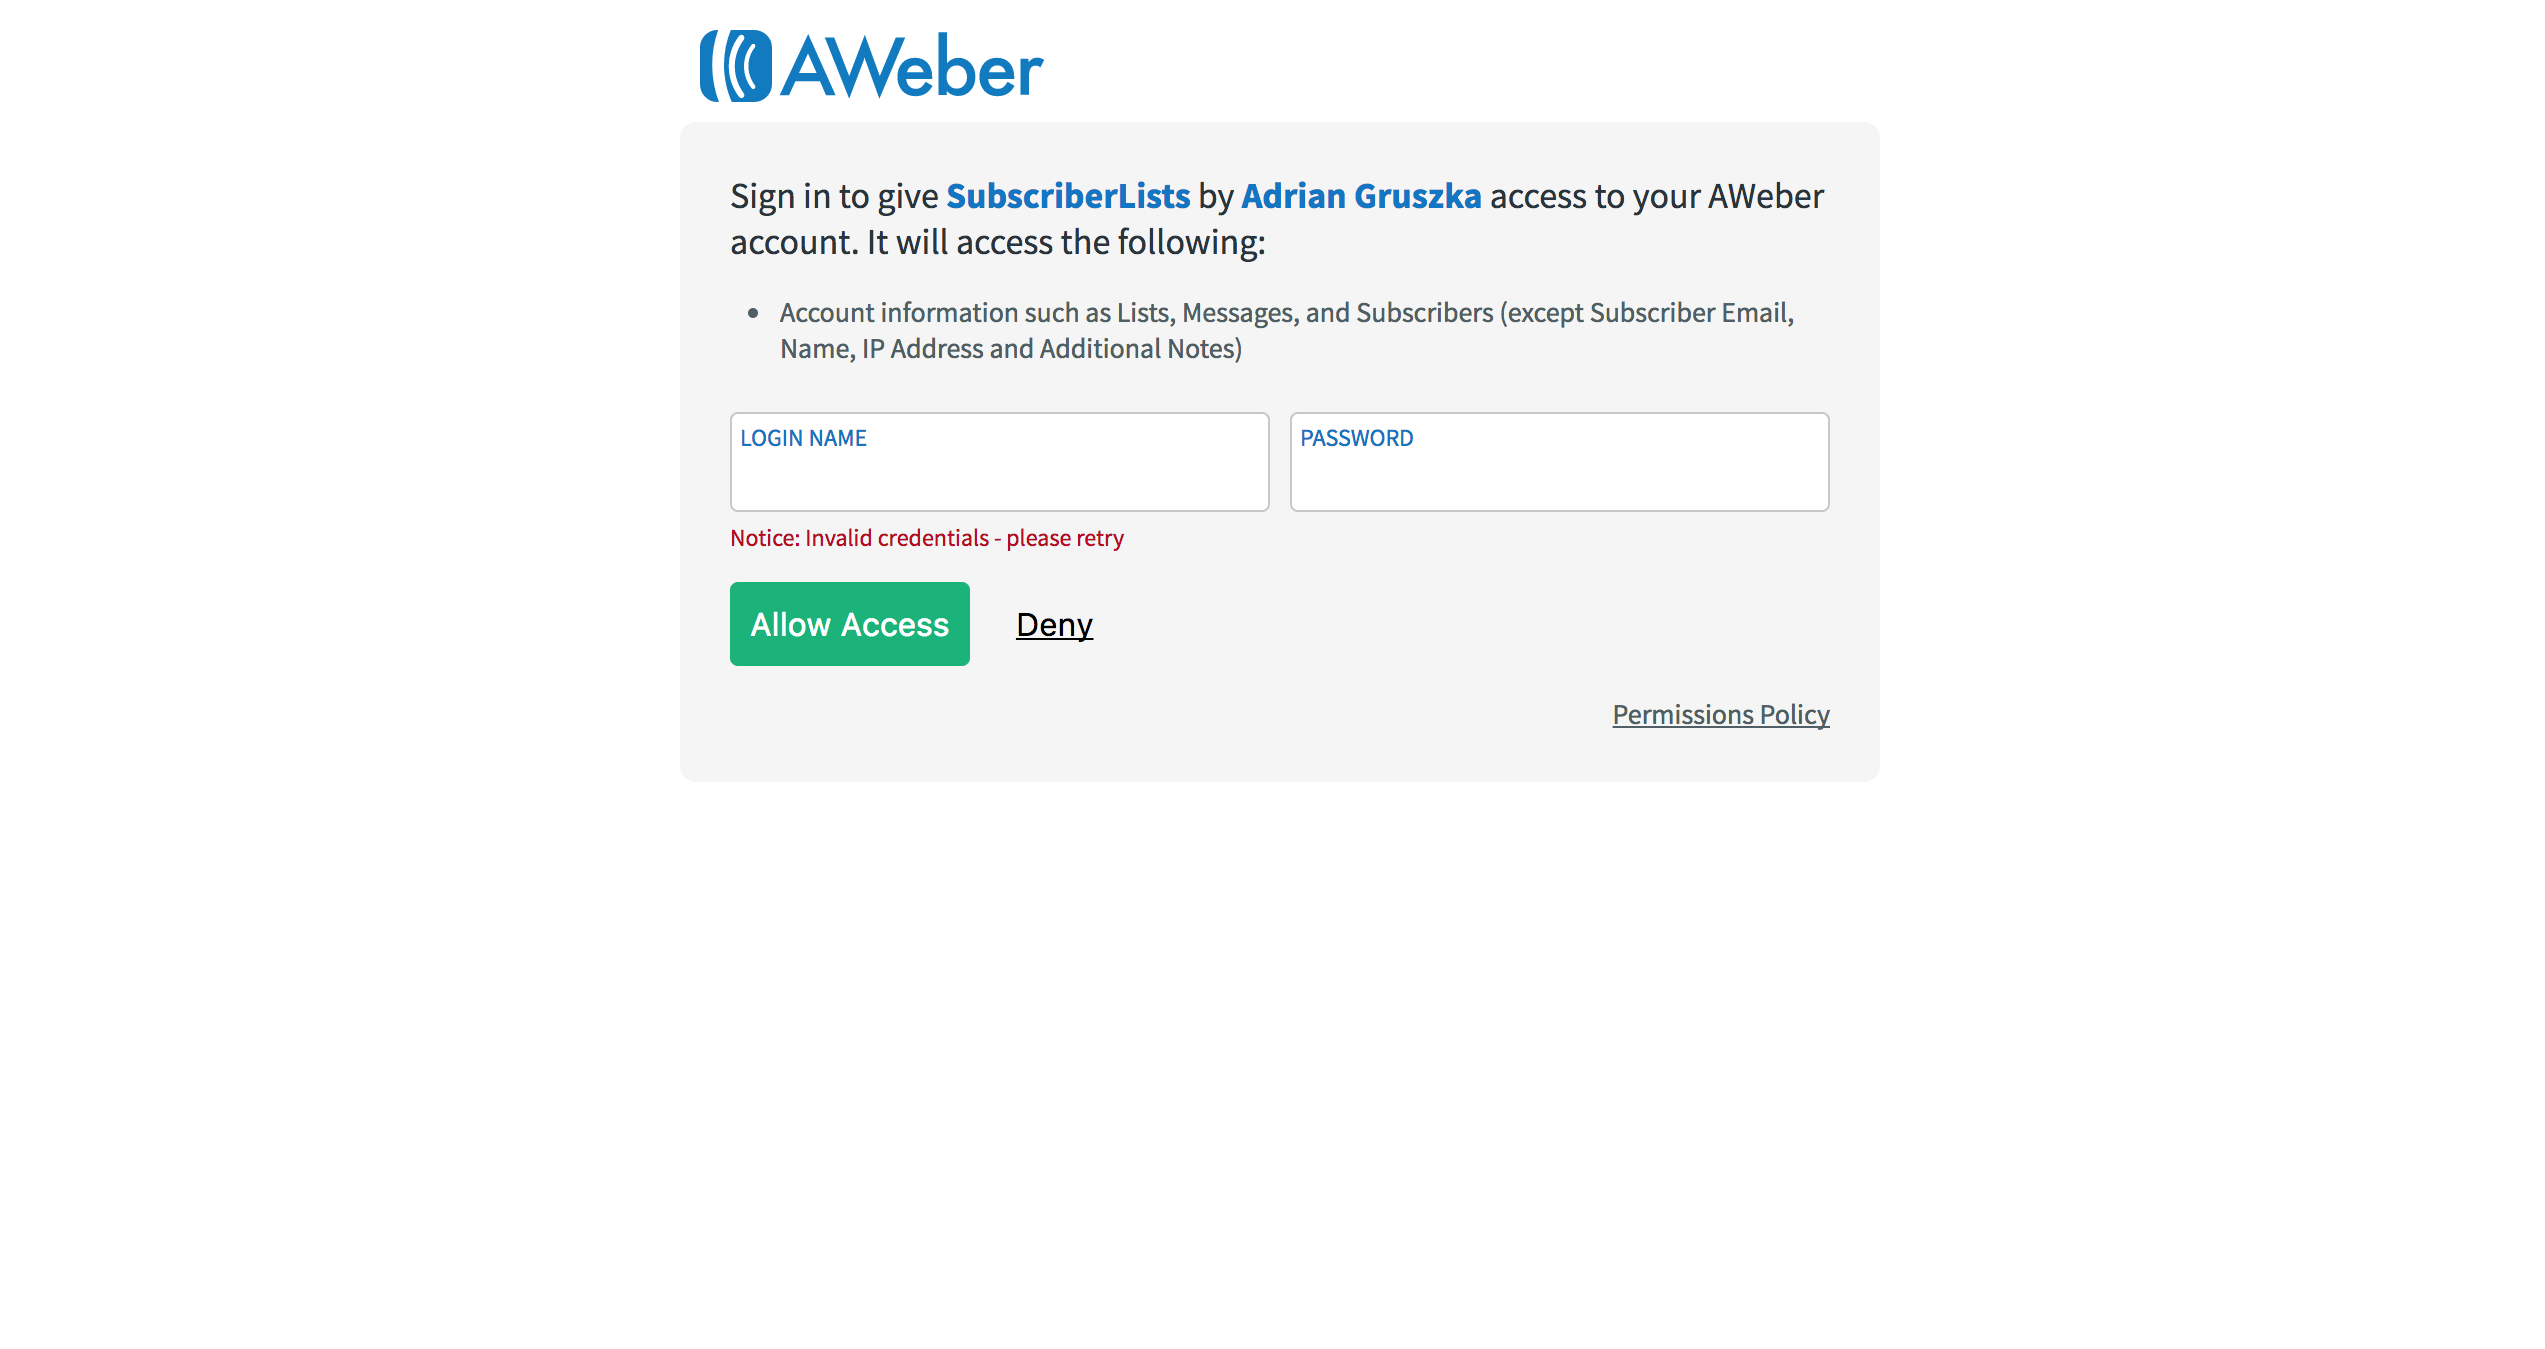 AWeber
Sign in to give SubscriberLists by Adrian Gruszka access to your AWeber
account. It will access the following:
• Account information such as Lists, Messages, and Subscribers (except Subscriber Email,
Name, IP Address and Additional Notes)
LOGIN NAME
PASSWORD
Notice: Invalid credentials - please retry
Allow Access
Deny
Permissions Policy